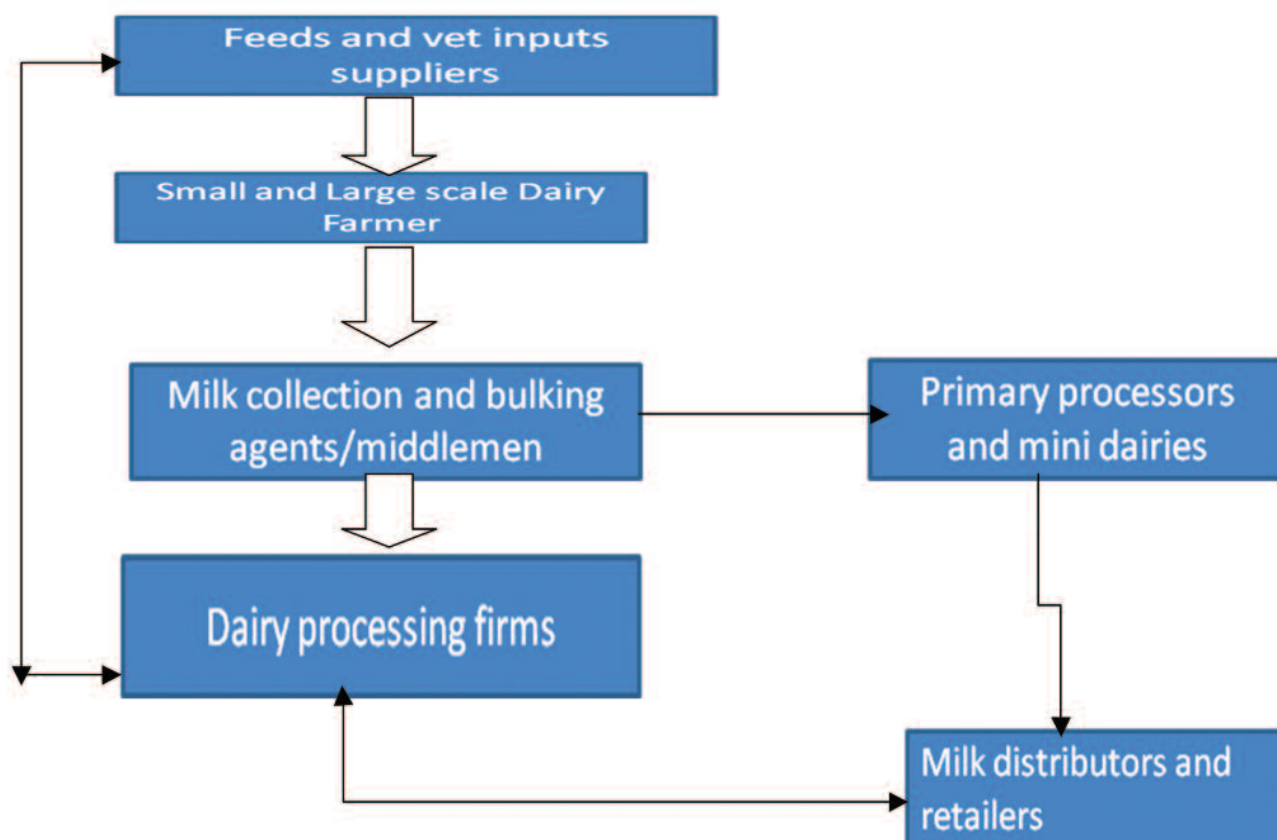 Feeds and vet inputs
suppliers
Small and Large scale Dairy
Farmer
Milk collection and bulking
agents/middlemen
Primary processors
and mini dairies
Dairy processing firms
Milk distributors and
retailers